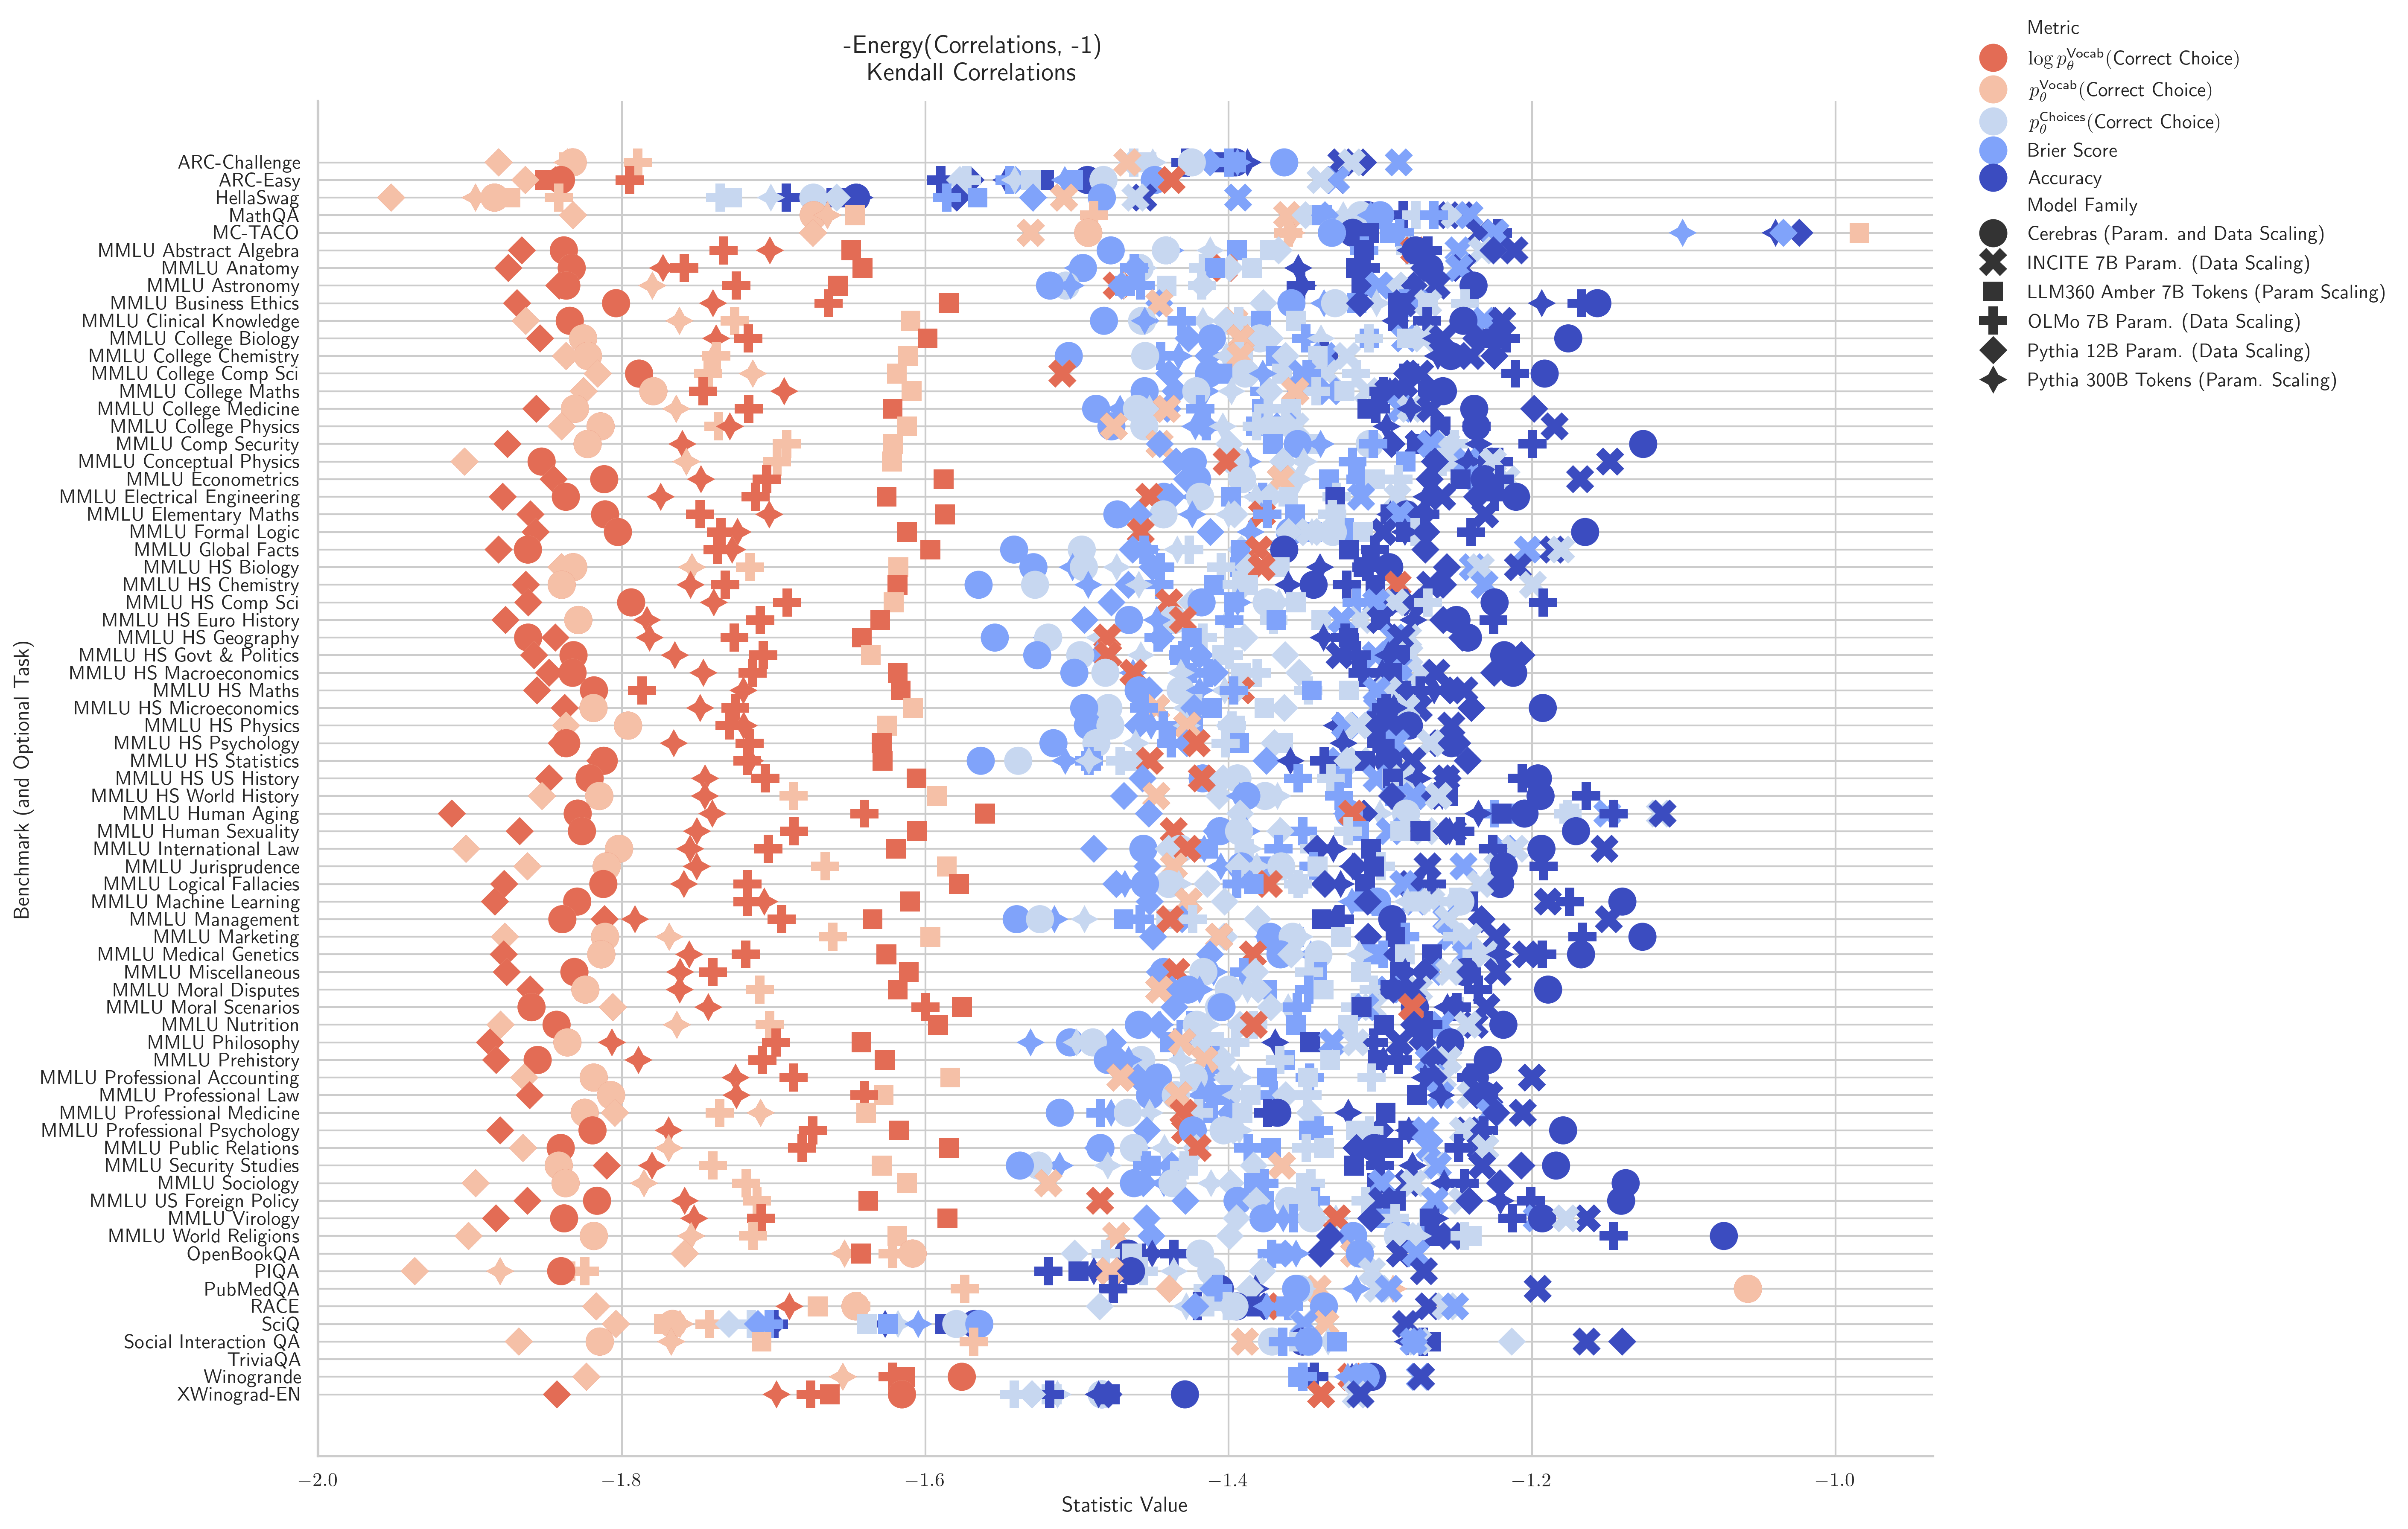 -Energy(Correlations, -1)
Kendall Correlations
Metric
log p_θ^Vocab(Correct Choice)
p_θ^Vocab(Correct Choice)
p_θ^Choices(Correct Choice)
Brier Score
Accuracy
Model Family
Cerebras (Param. and Data Scaling)
INCITE 7B Param. (Data Scaling)
LLM360 Amber 7B Tokens (Param Scaling)
OLMo 7B Param. (Data Scaling)
Pythia 12B Param. (Data Scaling)
Pythia 300B Tokens (Param. Scaling)
Benchmark (and Optional Task)
ARC-Challenge
ARC-Easy
HellaSwag
MathQA
MC-TACO
MMLU Abstract Algebra
MMLU Anatomy
MMLU Astronomy
MMLU Business Ethics
MMLU Clinical Knowledge
MMLU College Biology
MMLU College Chemistry
MMLU College Comp Sci
MMLU College Maths
MMLU College Medicine
MMLU College Physics
MMLU Comp Security
MMLU Conceptual Physics
MMLU Econometrics
MMLU Electrical Engineering
MMLU Elementary Maths
MMLU Formal Logic
MMLU Global Facts
MMLU HS Biology
MMLU HS Chemistry
MMLU HS Comp Sci
MMLU HS Euro History
MMLU HS Geography
MMLU HS Govt & Politics
MMLU HS Macroeconomics
MMLU HS Maths
MMLU HS Microeconomics
MMLU HS Physics
MMLU HS Psychology
MMLU HS Statistics
MMLU HS US History
MMLU HS World History
MMLU Human Aging
MMLU Human Sexuality
MMLU International Law
MMLU Jurisprudence
MMLU Logical Fallacies
MMLU Machine Learning
MMLU Management
MMLU Marketing
MMLU Medical Genetics
MMLU Miscellaneous
MMLU Moral Disputes
MMLU Moral Scenarios
MMLU Nutrition
MMLU Philosophy
MMLU Prehistory
MMLU Professional Accounting
MMLU Professional Law
MMLU Professional Medicine
MMLU Professional Psychology
MMLU Public Relations
MMLU Security Studies
MMLU Sociology
MMLU US Foreign Policy
MMLU Virology
MMLU World Religions
OpenBookQA
PIQA
PubMedQA
RACE
SciQ
Social Interaction QA
TriviaQA
Winogrande
XWinograd-EN
−2.0 −1.8 −1.6 −1.4 −1.2 −1.0
Statistic Value